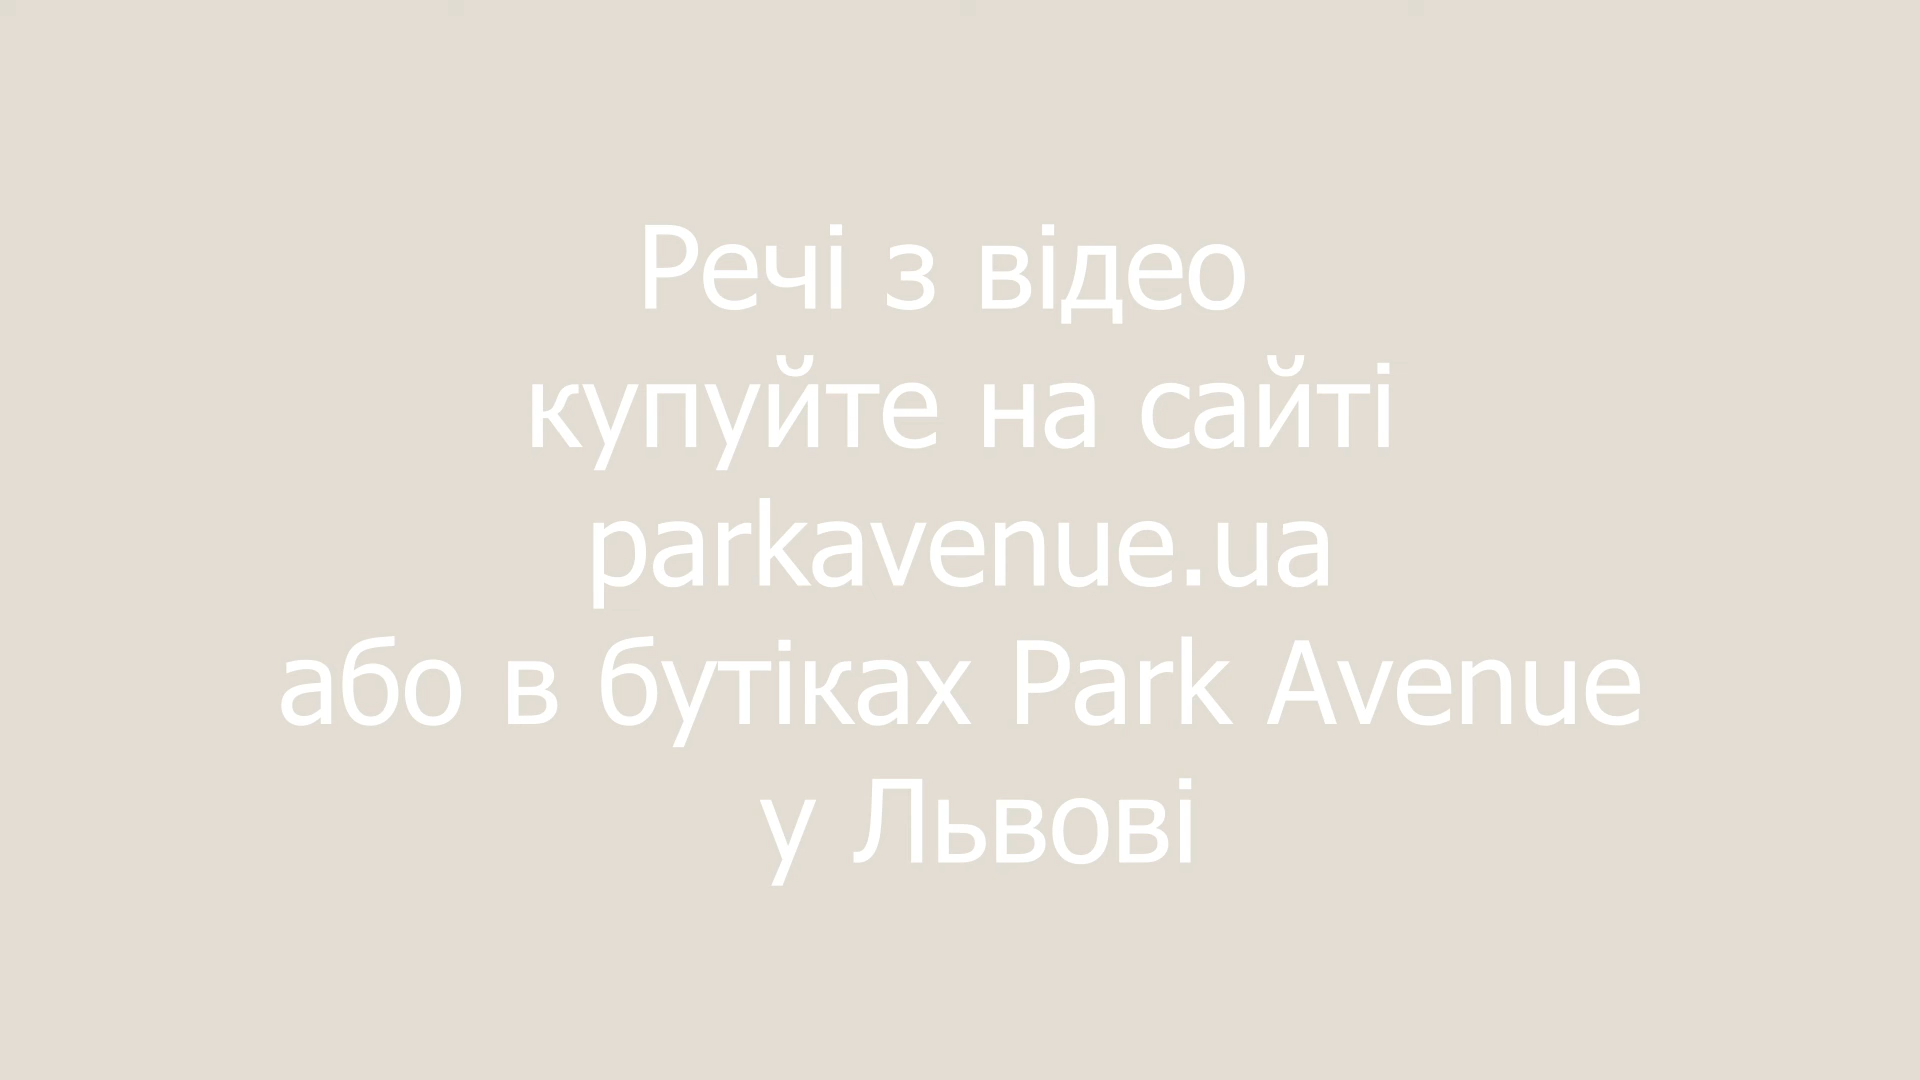 Речі з відео
купуйте на сайті
parkavenue.ua
або в бутіках Park Avenue
у Львові